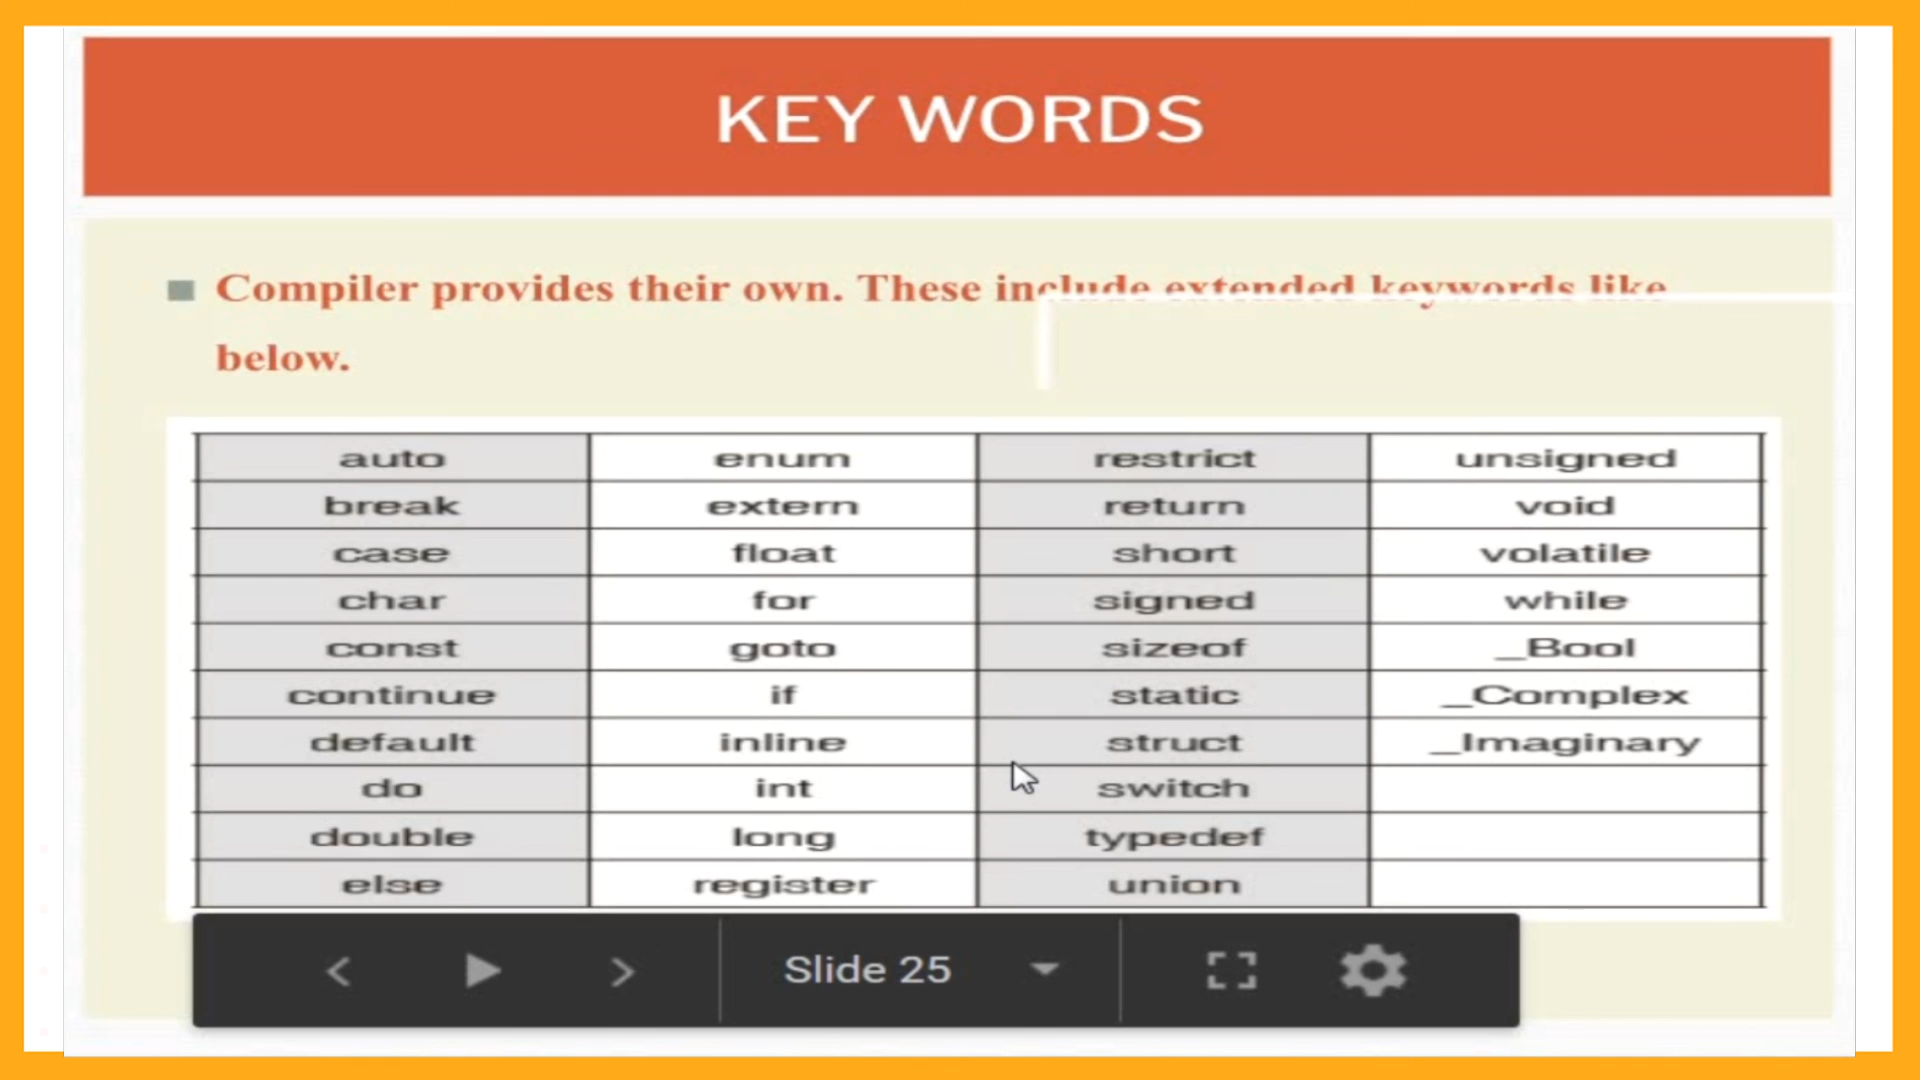 KEY WORDS
Compiler provides their own. These include extended keywords like
below.
auto enum restrict unsigned
break extern return void
case float short volatile
char for signed while
const goto sizeof _Bool
continue if static _Complex
default inline struct _Imaginary
do int switch
double long typedef
else register union
Slide 25